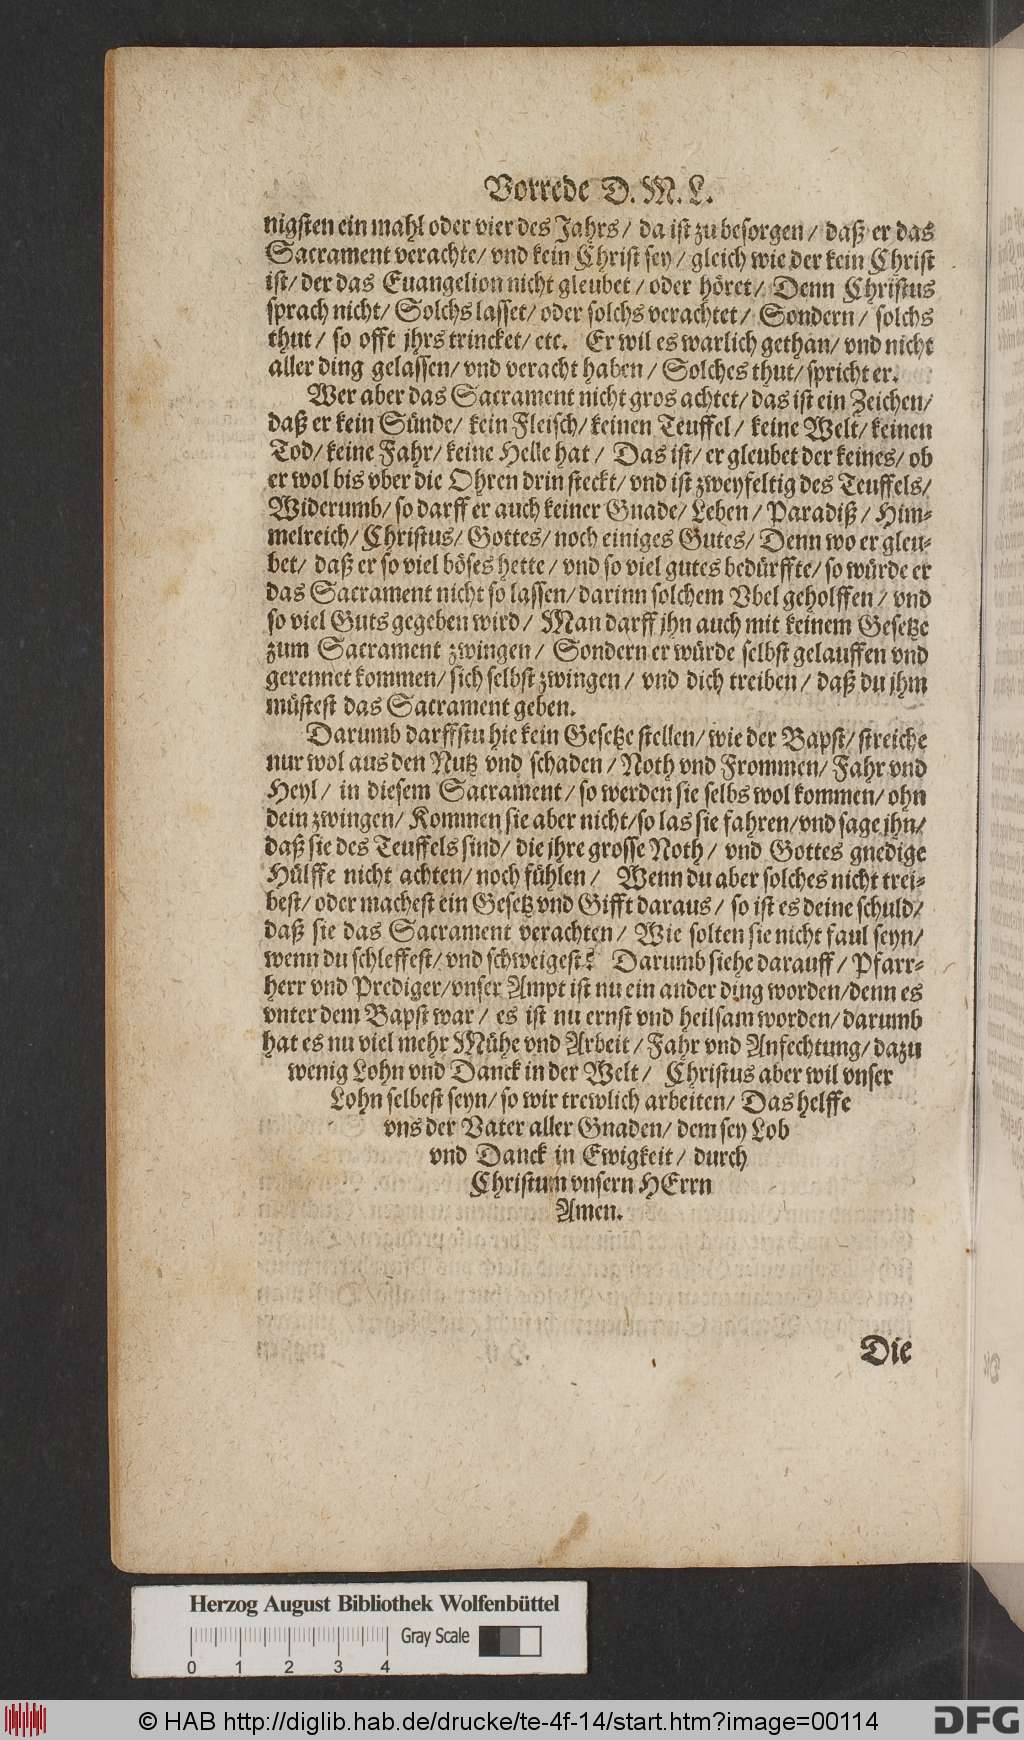 Vorrede D. M. L.
nigsten ein mahl oder vier des Jahrs/ da ist zu besorgen/ daß er das
Sacrament verachte/ vnd kein Christ sey/ gleich wie der kein Christ
ist/ der das Euangelion nicht gleubet/ oder höret/ Denn Christus
sprach nicht/ Solchs lasset/ oder solchs verachtet/ Sondern/ solchs
thut/ so offt jhrs trincket/ etc. Er wil es warlich gethan/ vnd nicht
aller ding gelassen/ vnd veracht haben/ Solches thut/ spricht er.
Wer aber das Sacrament nicht gros achtet/ das ist ein Zeichen/
daß er kein Sünde/ kein Fleisch/ keinen Teuffel/ keine Welt/ keinen
Tod/ keine Fahr/ keine Helle hat/ Das ist/ er gleubet der keines/ ob
er wol bis vber die Ohren drin steckt/ vnd ist zweyfeltig des Teuffels/
Widerumb/ so darff er auch keiner Gnade/ Leben/ Paradiß/ Him-
melreich/ Christus/ Gottes/ noch einiges Gutes/ Denn wo er gleu-
bet/ daß er so viel böses hette/ vnd so viel gutes bedürffte/ so würde er
das Sacrament nicht so lassen/ darinn solchem Vbel geholffen/ vnd
so viel Guts gegeben wird/ Man darff jhn auch mit keinem Gesetze
zum Sacrament zwingen/ Sondern er würde selbst gelauffen vnd
gerennet kommen/ sich selbst zwingen/ vnd dich treiben/ daß du jhm
müstest das Sacrament geben.
Darumb darffstu hie kein Gesetze stellen/ wie der Bapst/ streiche
nur wol aus den Nutz vnd schaden/ Noth vnd Frommen/ Fahr vnd
Heyl/ in diesem Sacrament/ so werden sie selbs wol kommen/ ohn
dein zwingen/ Kommen sie aber nicht/ so las sie fahren/ vnd sage jhn/
daß sie des Teuffels sind/ die jhre grosse Noth/ vnd Gottes gnedige
Hülffe nicht achten/ noch fühlen/ Wenn du aber solches nicht trei-
best/ oder machest ein Gesetz vnd Gifft daraus/ so ist es deine schuld/
daß sie das Sacrament verachten/ Wie solten sie nicht faul seyn/
wenn du schleffest/ vnd schweigest? Darumb siehe darauff/ Pfarr-
herr vnd Prediger/ vnser Ampt ist nu ein ander ding worden/ denn es
vnter dem Bapst war/ es ist nu ernst vnd heilsam worden/ darumb
hat es nu viel mehr Mühe vnd Arbeit/ Fahr vnd Anfechtung/ dazu
wenig Lohn vnd Danck in der Welt/ Christus aber wil vnser
Lohn selbest seyn/ so wir trewlich arbeiten/ Das helffe
vns der Vater aller Gnaden/ dem sey Lob
vnd Danck in Ewigkeit/ durch
Christum vnsern HErrn
Amen.
Die
Herzog August Bibliothek Wolfenbüttel
Gray Scale
0 1 2 3 4
© HAB http://diglib.hab.de/drucke/te-4f-14/start.htm?image=00114
DFG